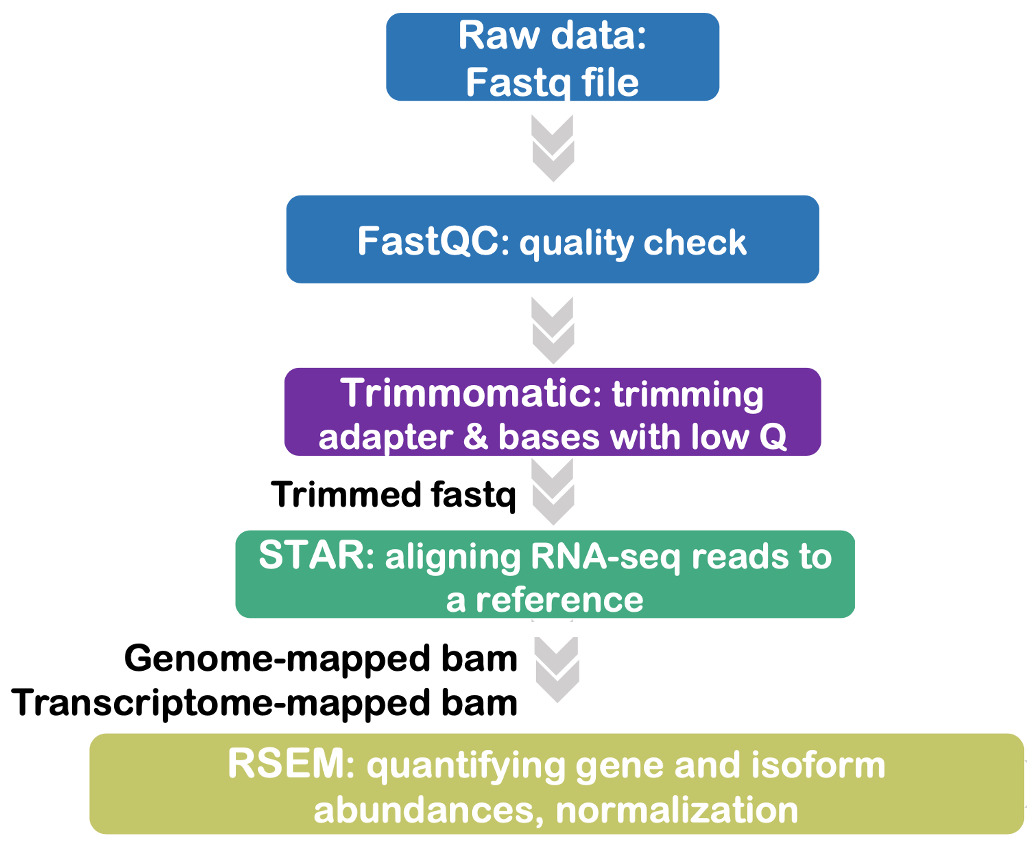 Raw data:
Fastq file
FastQC: quality check
Trimmomatic: trimming
adapter & bases with low Q
Trimmed fastq
STAR: aligning RNA-seq reads to
a reference
Genome-mapped bam
Transcriptome-mapped bam
RSEM: quantifying gene and isoform
abundances, normalization